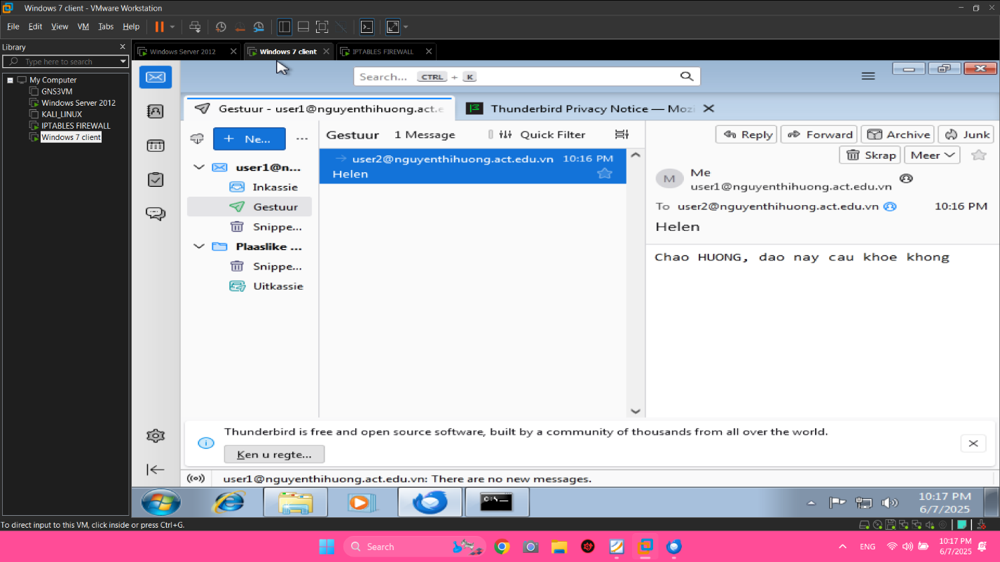 Windows 7 client - VMware Workstation
File Edit View VM Tabs Help
Library
Type here to search
My Computer
GNS3VM
Windows Server 2012
KALI_LINUX
IPTABLES FIREWALL
Windows 7 client
Windows Server 2012
Windows 7 client
IPTABLES FIREWALL
Search... CTRL + K
Gestuur - user1@nguyenthihuong.act.e
Thunderbird Privacy Notice — Mozi
+ Ne... ...
user1@n...
Inkassie
Gestuur
Snippe...
Plaaslike ...
Snippe...
Uitkassie
Gestuur 1 Message Quick Filter
user2@nguyenthihuong.act.edu.vn 10:16 PM
Helen
Reply Forward Archive Junk
Skrap Meer
M
Me
user1@nguyenthihuong.act.edu.vn
To user2@nguyenthihuong.act.edu.vn 10:16 PM
Helen
Chao HUONG, dao nay cau khoe khong
Thunderbird is free and open source software, built by a community of thousands from all over the world.
Ken u regte...
user1@nguyenthihuong.act.edu.vn: There are no new messages.
C:\
10:17 PM
6/7/2025
To direct input to this VM, click inside or press Ctrl+G.
Search
ENG
10:17 PM
6/7/2025